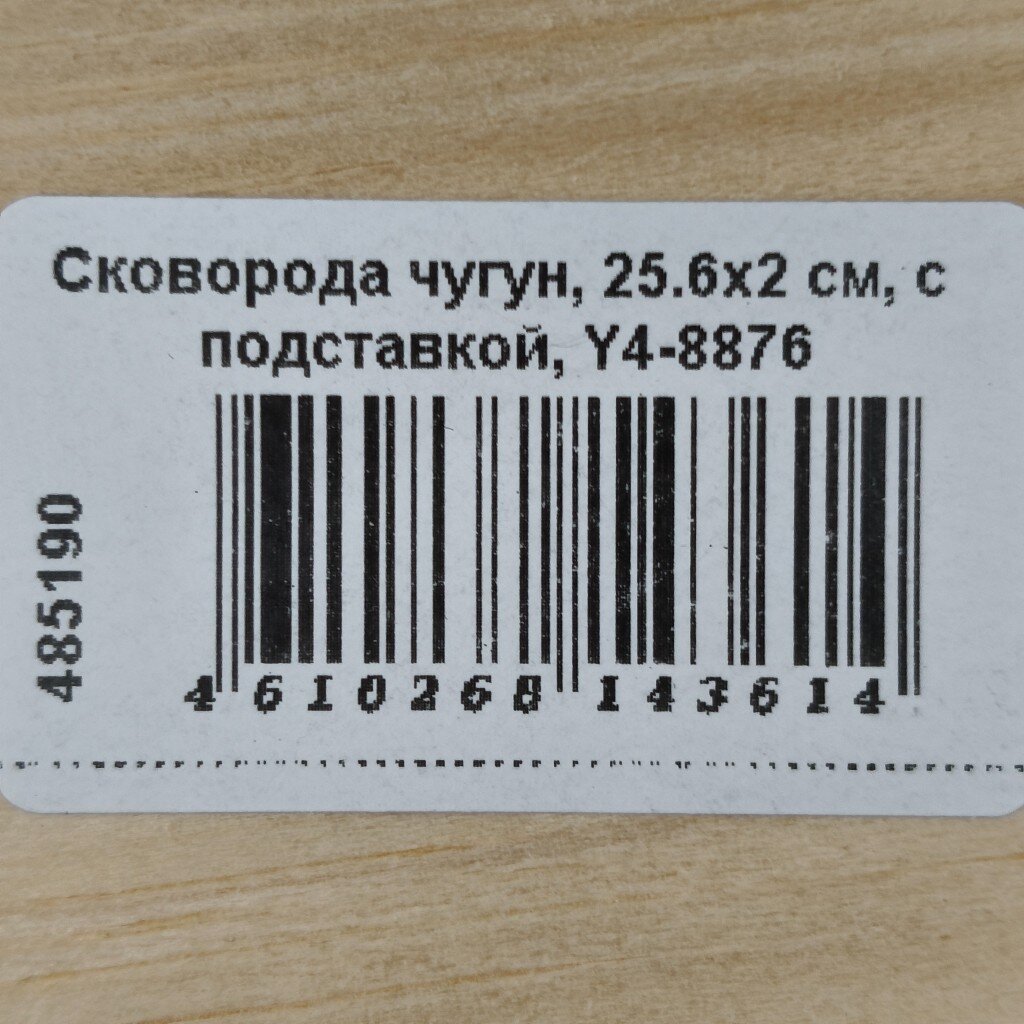 Сковорода чугун, 25.6х2 см, с
подставкой, Y4-8876
485190
4 610268 143614